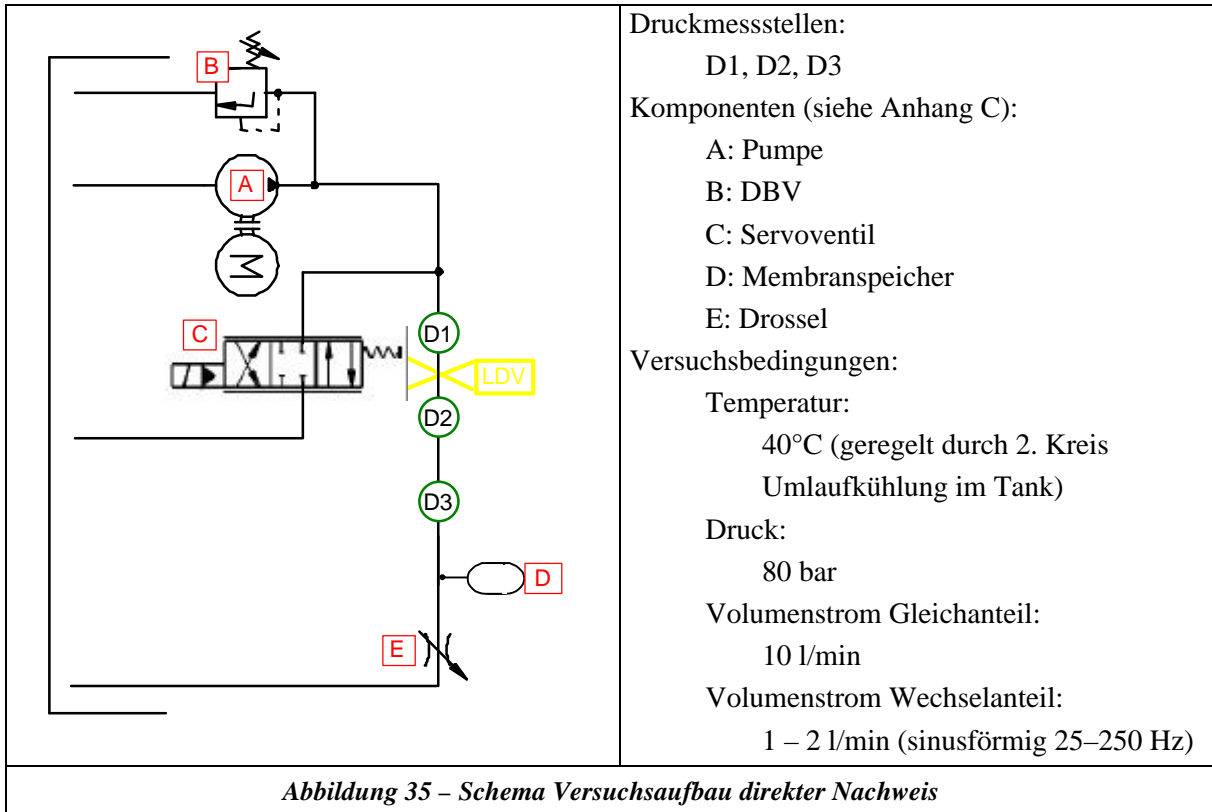 B
A
M
C
D1
LDV
D2
D3
D
E
Druckmessstellen:
D1, D2, D3
Komponenten (siehe Anhang C):
A: Pumpe
B: DBV
C: Servoventil
D: Membranspeicher
E: Drossel
Versuchsbedingungen:
Temperatur:
40°C (geregelt durch 2. Kreis
Umlaufkühlung im Tank)
Druck:
80 bar
Volumenstrom Gleichanteil:
10 l/min
Volumenstrom Wechselanteil:
1 – 2 l/min (sinusförmig 25–250 Hz)
Abbildung 35 – Schema Versuchsaufbau direkter Nachweis